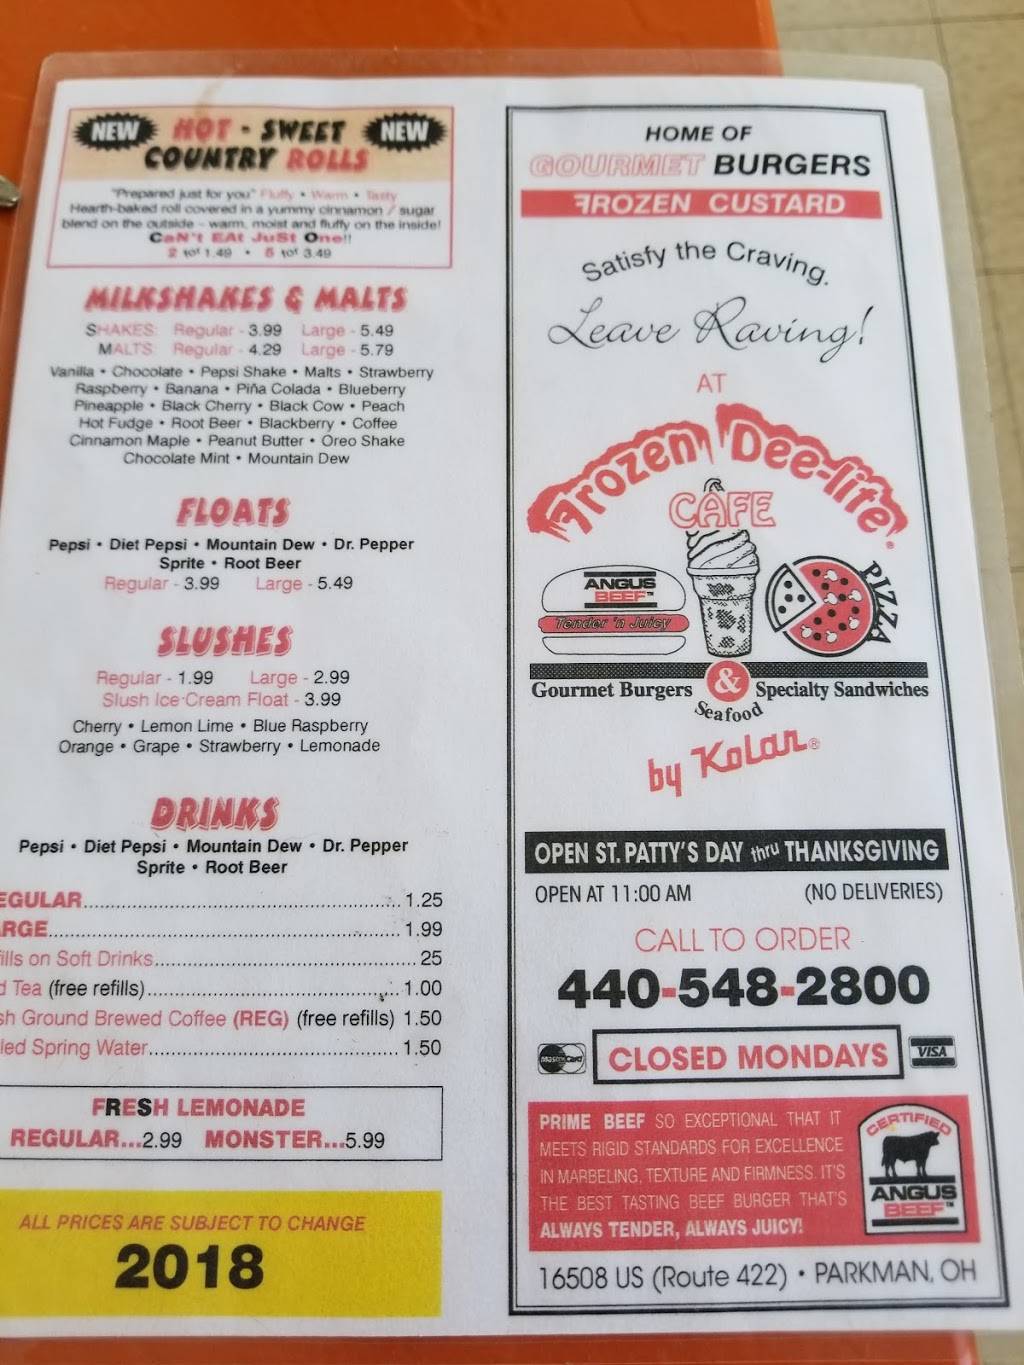 NEW HOT - SWEET NEW
COUNTRY ROLLS
"Prepared just for you" Fluffy • Warm • Tasty
Hearth-baked roll covered in a yummy cinnamon / sugar
blend on the outside - warm, moist and fluffy on the inside!
CaN't EAt JuSt One!!
2 for 1.49 • 5 for 3.49
MILKSHAKES & MALTS
SHAKES: Regular - 3.99 Large - 5.49
MALTS: Regular - 4.29 Large - 5.79
Vanilla • Chocolate • Pepsi Shake • Malts • Strawberry
Raspberry • Banana • Piña Colada • Blueberry
Pineapple • Black Cherry • Black Cow • Peach
Hot Fudge • Root Beer • Blackberry • Coffee
Cinnamon Maple • Peanut Butter • Oreo Shake
Chocolate Mint • Mountain Dew
FLOATS
Pepsi • Diet Pepsi • Mountain Dew • Dr. Pepper
Sprite • Root Beer
Regular - 3.99 Large - 5.49
SLUSHES
Regular - 1.99 Large - 2.99
Slush Ice Cream Float - 3.99
Cherry • Lemon Lime • Blue Raspberry
Orange • Grape • Strawberry • Lemonade
DRINKS
Pepsi • Diet Pepsi • Mountain Dew • Dr. Pepper
Sprite • Root Beer
EGULAR 1.25
ARGE 1.99
ills on Soft Drinks 25
d Tea (free refills) 1.00
sh Ground Brewed Coffee (REG) (free refills) 1.50
led Spring Water 1.50
FRESH LEMONADE
REGULAR...2.99 MONSTER...5.99
ALL PRICES ARE SUBJECT TO CHANGE
2018
HOME OF
GOURMET BURGERS
FROZEN CUSTARD
Satisfy the Craving.
Leave Raving!
AT
Frozen Dee-lite®
CAFE
ANGUS
BEEF™
Tender 'n Juicy
PIZZA
Gourmet Burgers & Specialty Sandwiches
Seafood
by Kolar®
OPEN ST. PATTY'S DAY thru THANKSGIVING
OPEN AT 11:00 AM (NO DELIVERIES)
CALL TO ORDER
440-548-2800
MasterCard CLOSED MONDAYS VISA
PRIME BEEF SO EXCEPTIONAL THAT IT
MEETS RIGID STANDARDS FOR EXCELLENCE
IN MARBELING, TEXTURE AND FIRMNESS. IT'S
THE BEST TASTING BEEF BURGER THAT'S
ALWAYS TENDER, ALWAYS JUICY!
CERTIFIED
ANGUS
BEEF™
16508 US (Route 422) • PARKMAN, OH